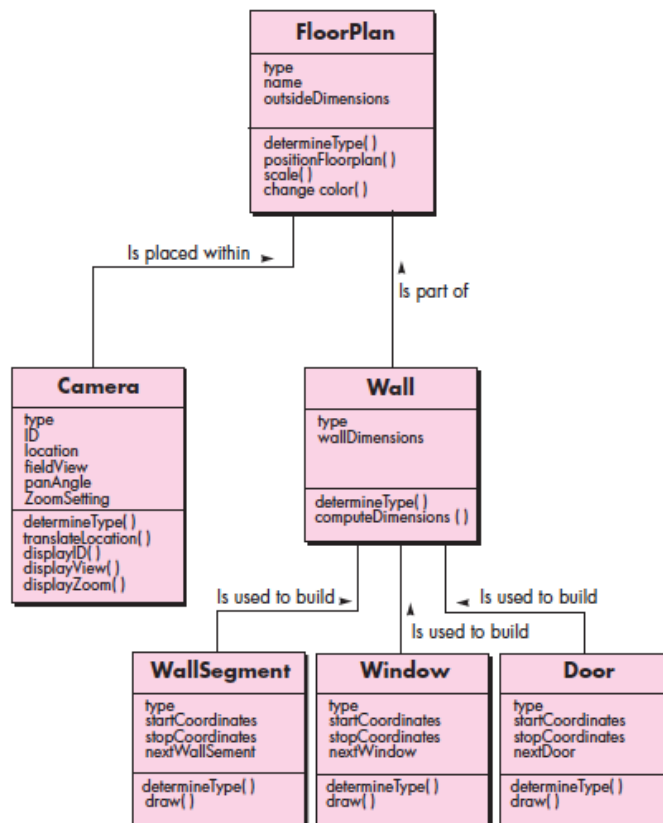 FloorPlan
type
name
outsideDimensions
determineType( )
positionFloorplan( )
scale( )
change color( )
Is placed within
Is part of
Camera
type
ID
location
fieldView
panAngle
ZoomSetting
determineType( )
translateLocation( )
displayID( )
displayView( )
displayZoom( )
Wall
type
wallDimensions
determineType( )
computeDimensions ( )
Is used to build
Is used to build
Is used to build
WallSegment
type
startCoordinates
stopCoordinates
nextWallSement
determineType( )
draw( )
Window
type
startCoordinates
stopCoordinates
nextWindow
determineType( )
draw( )
Door
type
startCoordinates
stopCoordinates
nextDoor
determineType( )
draw( )